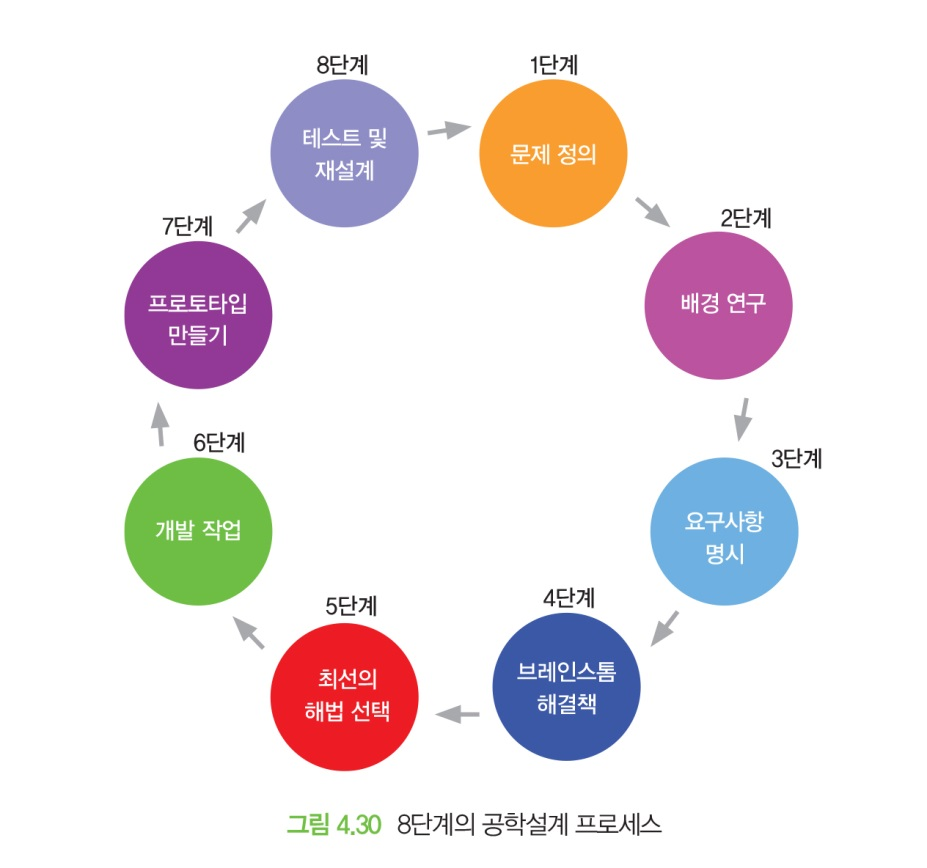 1단계
문제 정의
2단계
배경 연구
3단계
요구사항
명시
4단계
브레인스톰
해결책
5단계
최선의
해법 선택
6단계
개발 작업
7단계
프로토타입
만들기
8단계
테스트 및
재설계
그림 4.30 8단계의 공학설계 프로세스